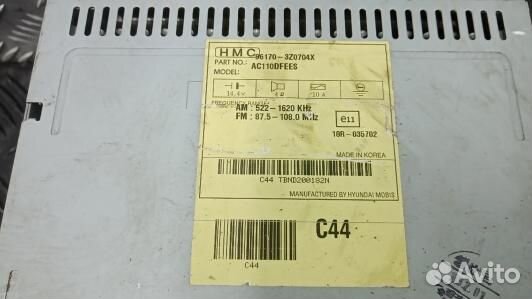 HMC
PART NO.: 96170-3Z0704X
MODEL: AC110DFEES
14.4V 4Ω 10 A
FREQUENCY RANGE
AM : 522-1620 KHz
FM : 87.5-108.0 MHz
e11
10R-035702
MADE IN KOREA
C44 TBND200182N
MANUFACTURED BY HYUNDAI MOBIS
C44
C44
Avito